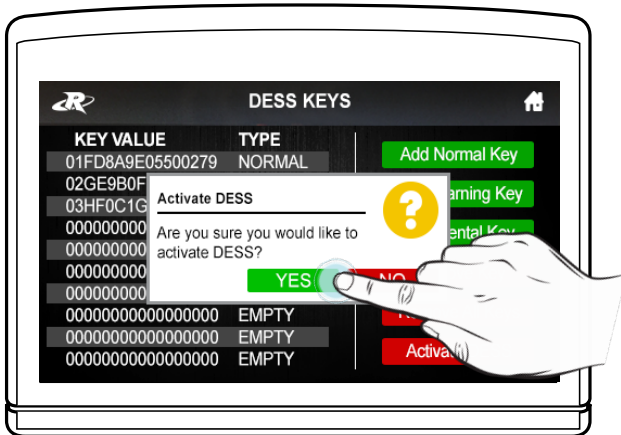 R
DESS KEYS
KEY VALUE TYPE
01FD8A9E05500279 NORMAL
Add Normal Key
02GE9B0F
03HF0C1G
000000000
000000000
000000000
000000000
0000000000000000 EMPTY
0000000000000000 EMPTY
0000000000000000 EMPTY
Activate DESS
Are you sure you would like to
activate DESS?
?
YES
NO
arning Key
ental Key
Activa